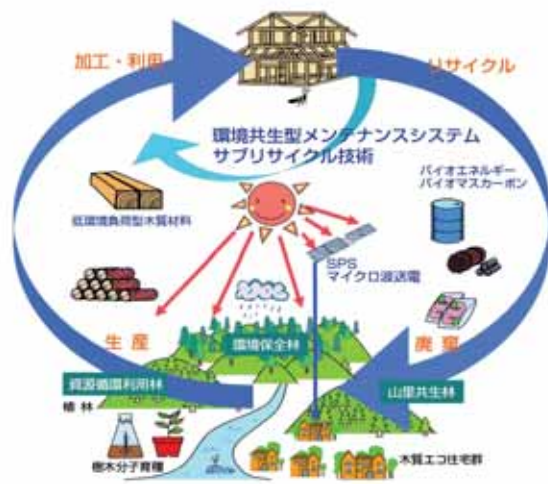 加工・利用
リサイクル
環境共生型メンテナンスシステム
サブリサイクル技術
バイオエネルギー
バイオマスカーボン
低環境負荷型木質材料
SPS
マイクロ波送電
生産
環境保全林
廃棄
資源循環利用林
山里共生林
植林
樹木分子育種
木質エコ住宅群